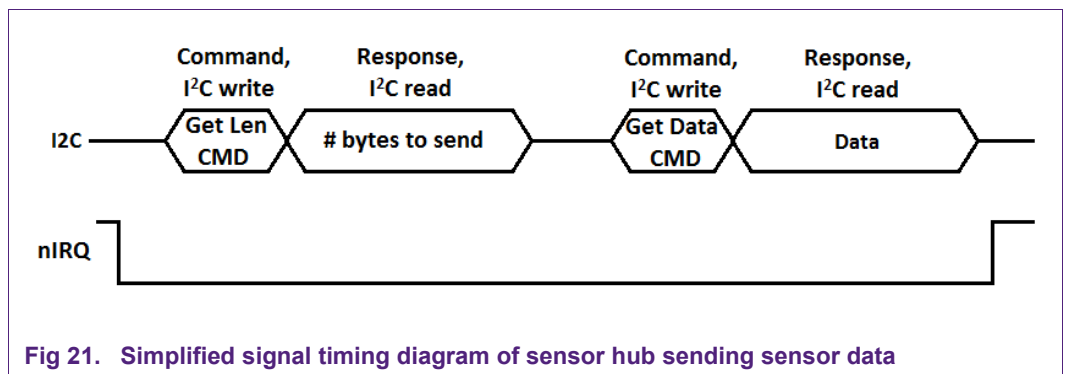 Command,
I²C write
Response,
I²C read
Command,
I²C write
Response,
I²C read
I2C
Get Len
CMD
# bytes to send
Get Data
CMD
Data
nIRQ
Fig 21. Simplified signal timing diagram of sensor hub sending sensor data